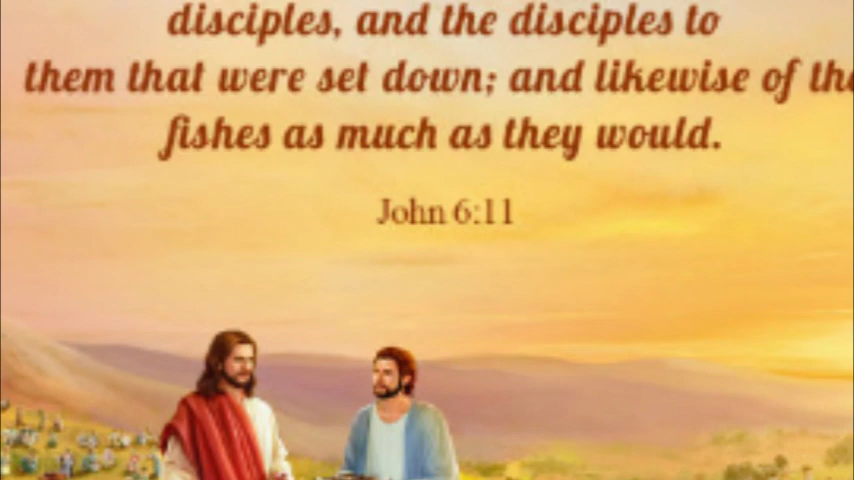 disciples, and the disciples to
them that were set down; and likewise of the
fishes as much as they would.
John 6:11